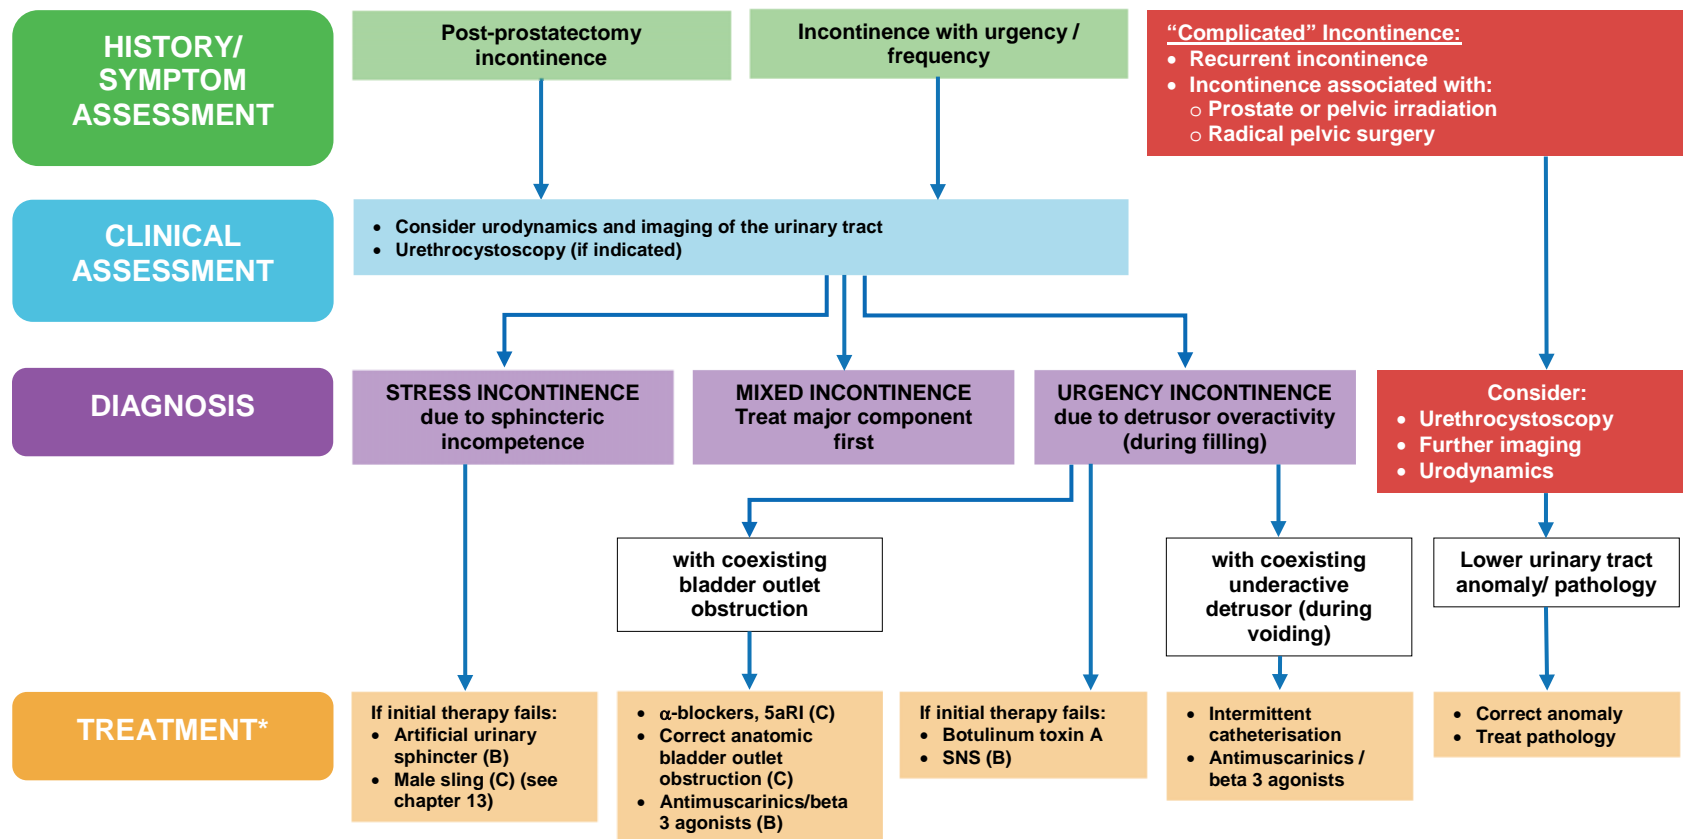 HISTORY/
SYMPTOM
ASSESSMENT
Post-prostatectomy
incontinence
Incontinence with urgency /
frequency
“Complicated” Incontinence:
• Recurrent incontinence
• Incontinence associated with:
o Prostate or pelvic irradiation
o Radical pelvic surgery
CLINICAL
ASSESSMENT
• Consider urodynamics and imaging of the urinary tract
• Urethrocystoscopy (if indicated)
DIAGNOSIS
STRESS INCONTINENCE
due to sphincteric
incompetence
MIXED INCONTINENCE
Treat major component
first
URGENCY INCONTINENCE
due to detrusor overactivity
(during filling)
Consider:
• Urethrocystoscopy
• Further imaging
• Urodynamics
with coexisting
bladder outlet
obstruction
with coexisting
underactive
detrusor (during
voiding)
Lower urinary tract
anomaly/ pathology
TREATMENT*
If initial therapy fails:
• Artificial urinary
sphincter (B)
• Male sling (C) (see
chapter 13)
• α-blockers, 5aRI (C)
• Correct anatomic
bladder outlet
obstruction (C)
• Antimuscarinics/beta
3 agonists (B)
If initial therapy fails:
• Botulinum toxin A
• SNS (B)
• Intermittent
catheterisation
• Antimuscarinics /
beta 3 agonists
• Correct anomaly
• Treat pathology